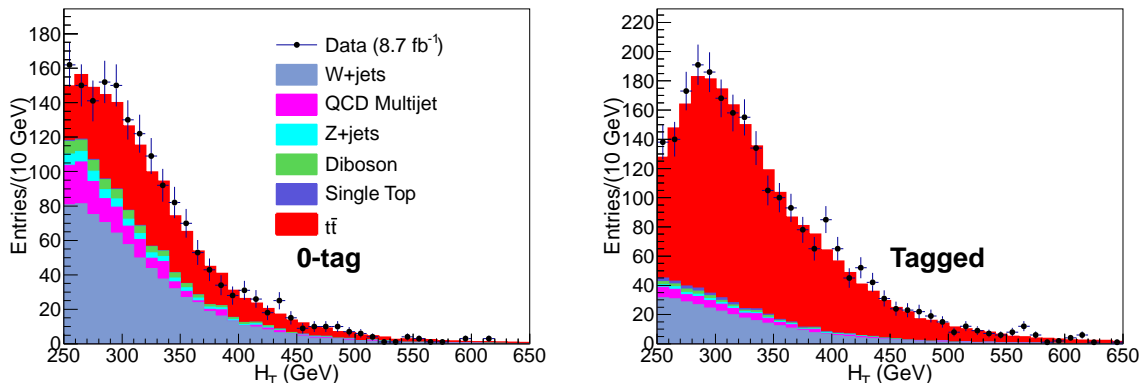 Entries/(10 GeV)
180
160
140
120
100
80
60
40
20
0
Data (8.7 fb⁻¹)
W+jets
QCD Multijet
Z+jets
Diboson
Single Top
tt̄
0-tag
250 300 350 400 450 500 550 600 650
H_T (GeV)
Entries/(10 GeV)
220
200
180
160
140
120
100
80
60
40
20
0
Tagged
250 300 350 400 450 500 550 600 650
H_T (GeV)